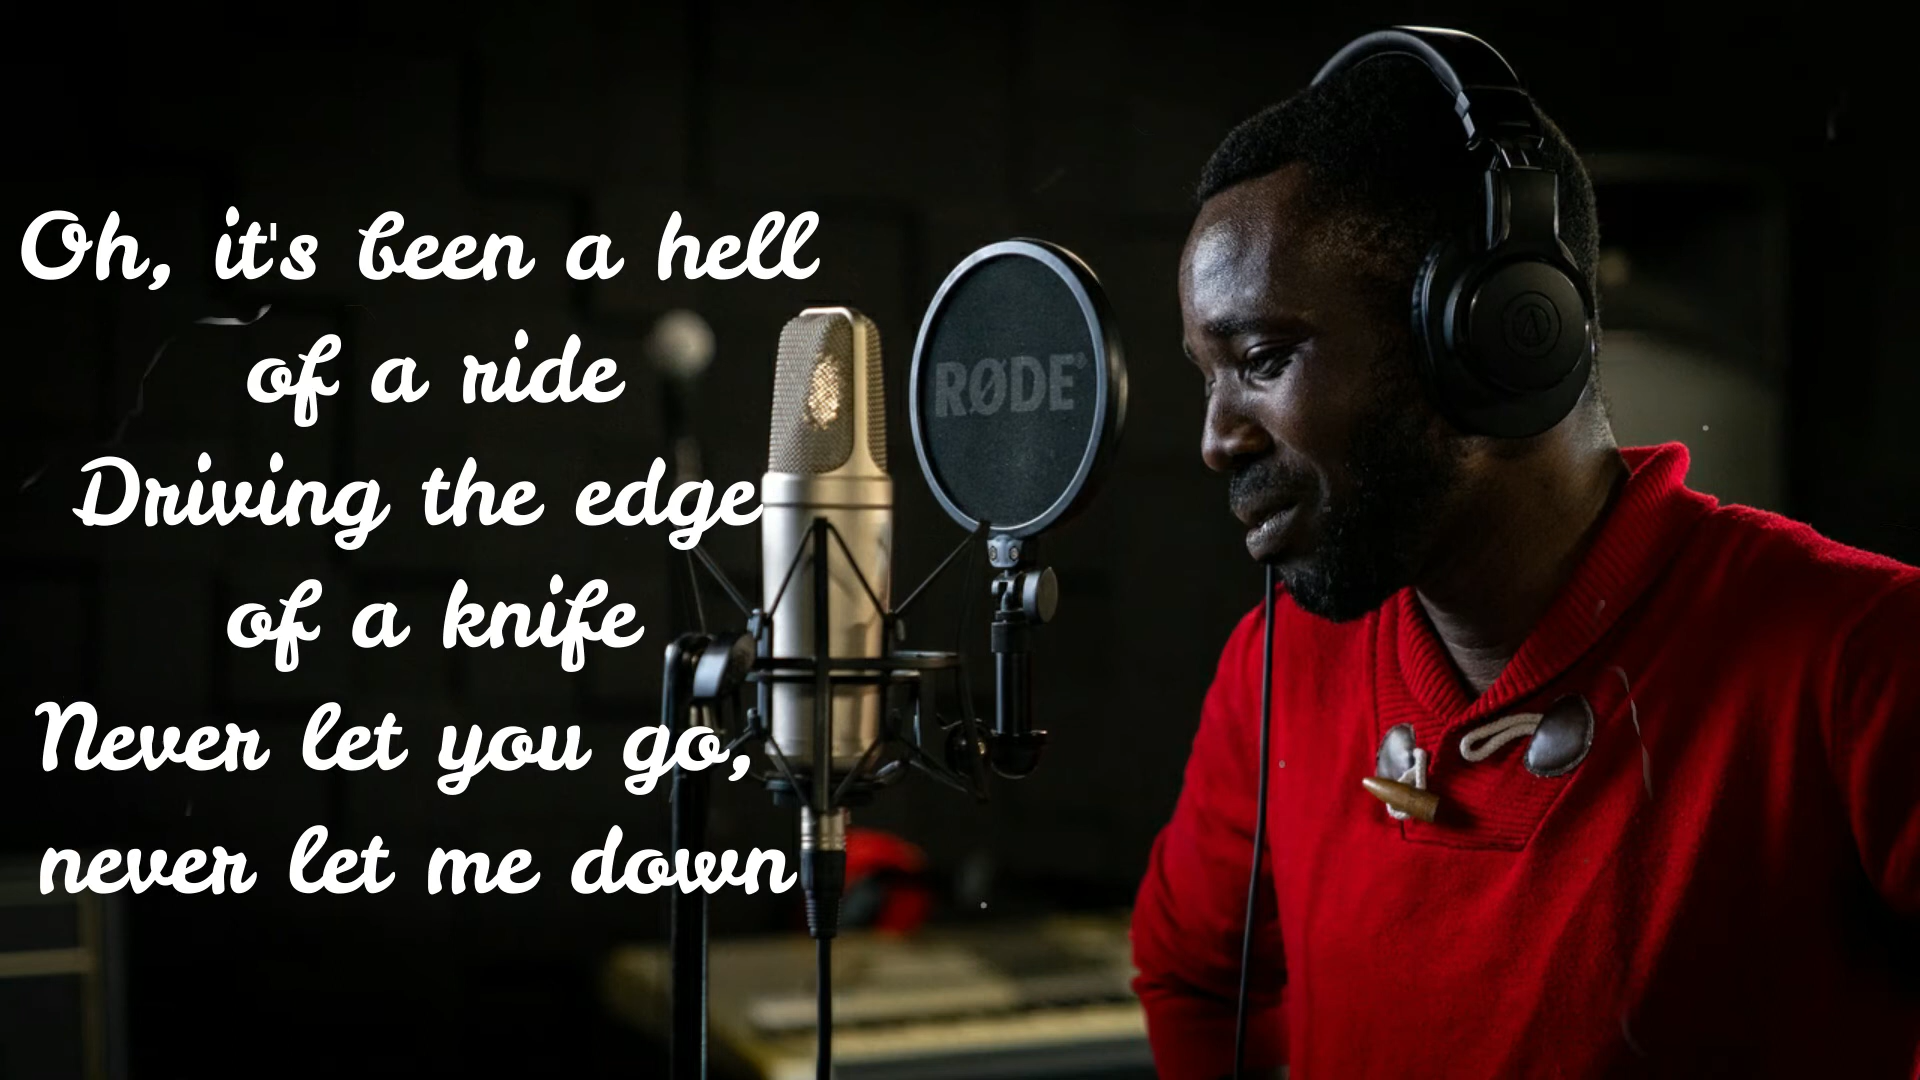 Oh, it's been a hell
of a ride
Driving the edge
of a knife
Never let you go,
never let me down
RØDE